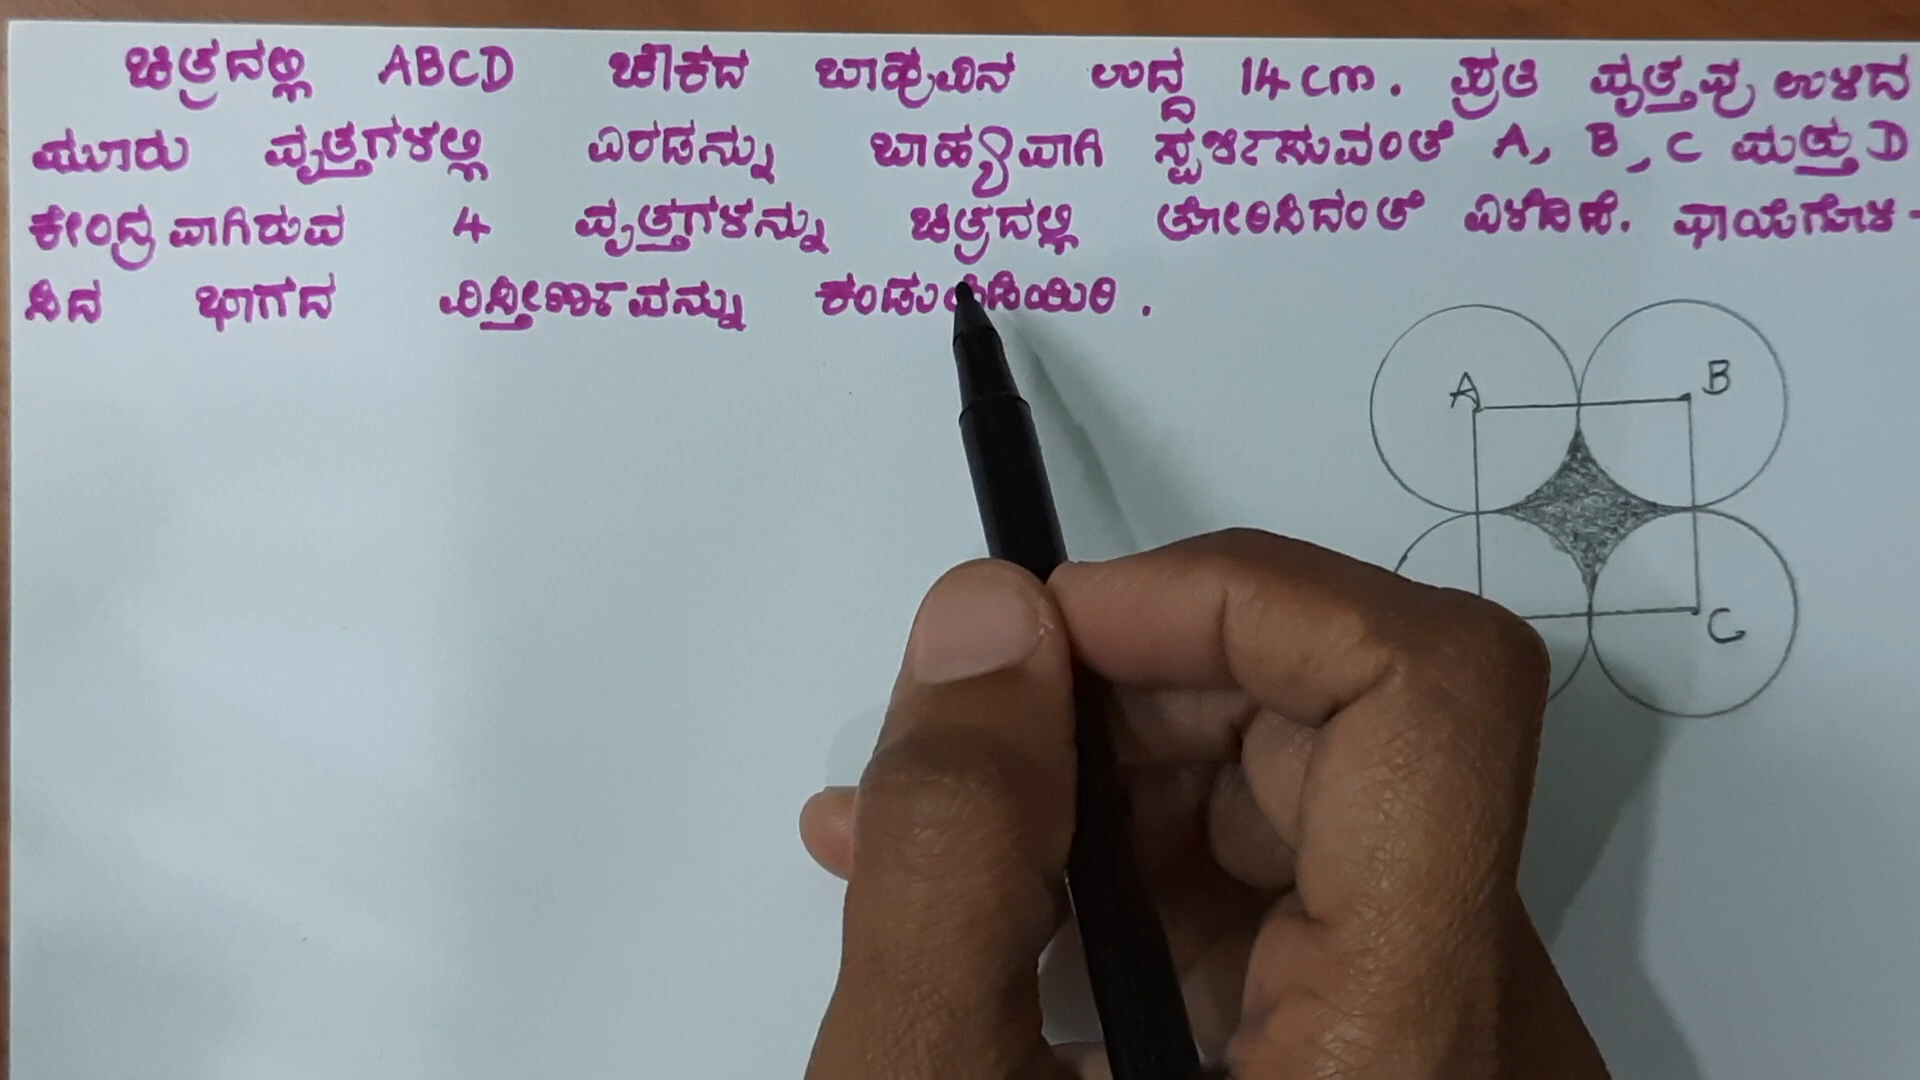 ಚಿತ್ರದಲ್ಲಿ ABCD ಚೌಕದ ಬಾಹುವಿನ ಉದ್ದ 14 cm. ಪ್ರತಿ ವೃತ್ತವು ಉಳಿದ
ಮೂರು ವೃತ್ತಗಳಲ್ಲಿ ಎರಡನ್ನು ಬಾಹ್ಯವಾಗಿ ಸ್ಪರ್ಶಿಸುವಂತೆ A, B, C ಮತ್ತು D
ಕೇಂದ್ರವಾಗಿರುವ 4 ವೃತ್ತಗಳನ್ನು ಚಿತ್ರದಲ್ಲಿ ತೋರಿಸಿದಂತೆ ಎಳೆದಿದೆ. ಛಾಯೆಗೊಳಿ-
ಸಿದ ಭಾಗದ ವಿಸ್ತೀರ್ಣವನ್ನು ಕಂಡುಹಿಡಿಯಿರಿ.
A
B
C